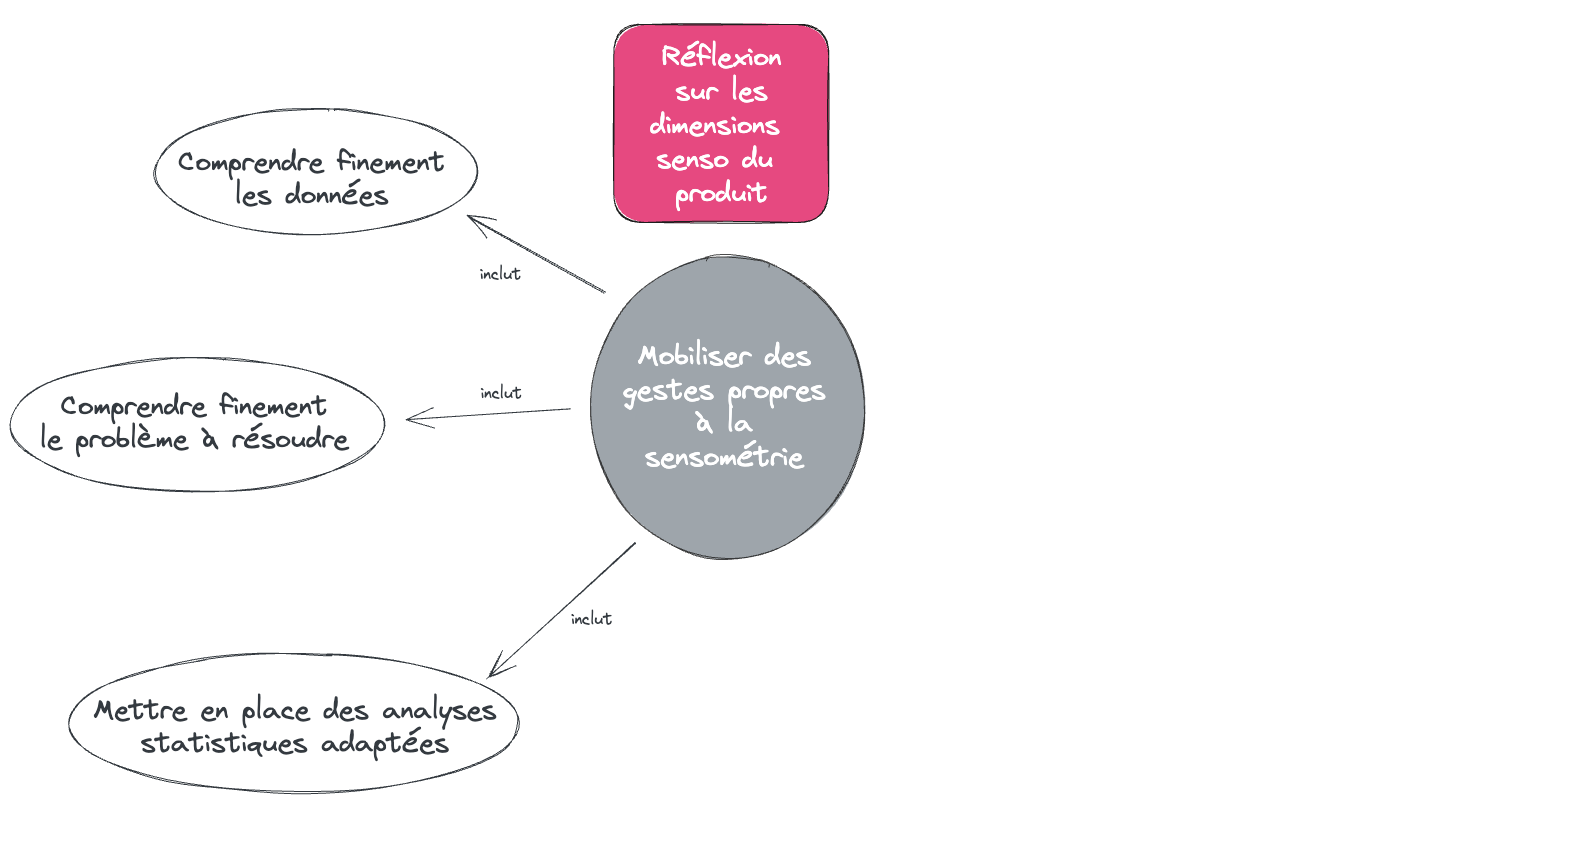 Réflexion
sur les
dimensions
senso du
produit
Comprendre finement
les données
inclut
Mobiliser des
gestes propres
à la
sensométrie
inclut
Comprendre finement
le problème à résoudre
inclut
Mettre en place des analyses
statistiques adaptées